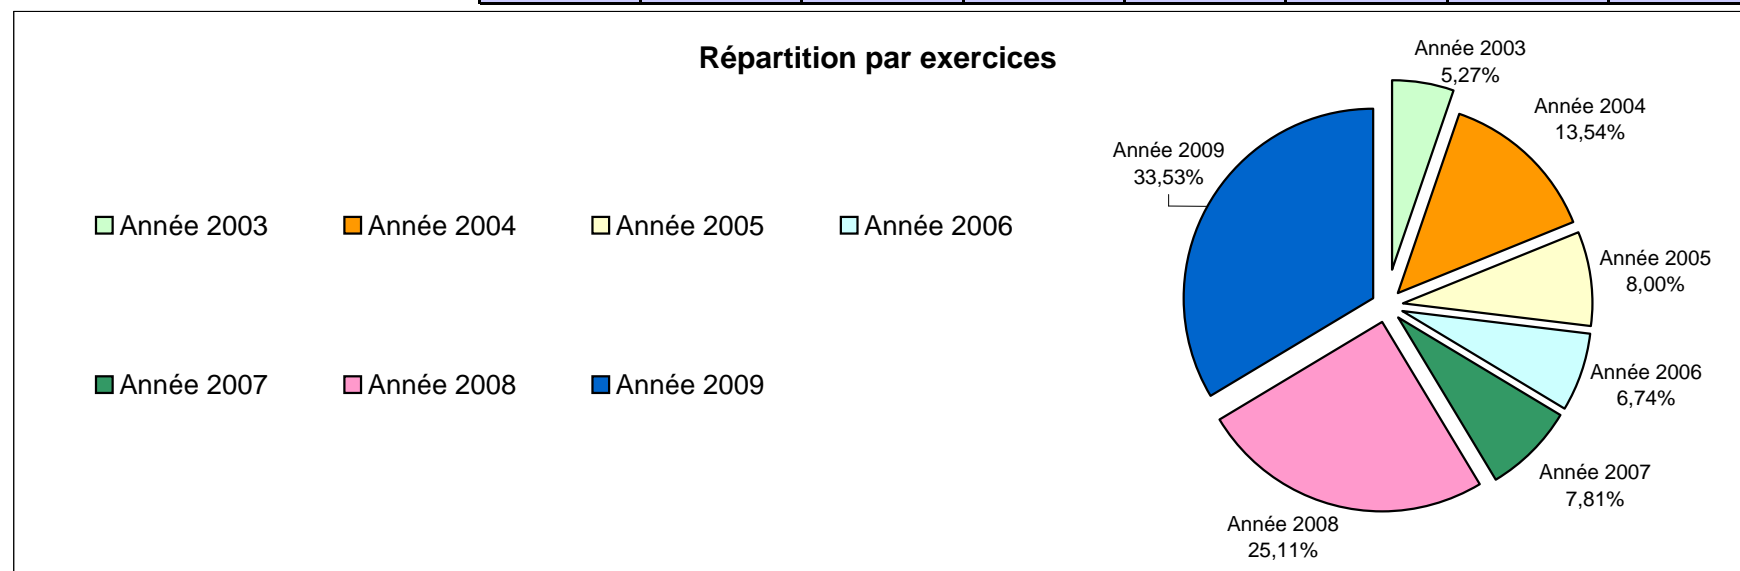 Répartition par exercices
Année 2003
5,27%
Année 2004
13,54%
Année 2009
33,53%
Année 2003
Année 2004
Année 2005
Année 2006
Année 2005
8,00%
Année 2006
6,74%
Année 2007
Année 2008
Année 2009
Année 2007
7,81%
Année 2008
25,11%